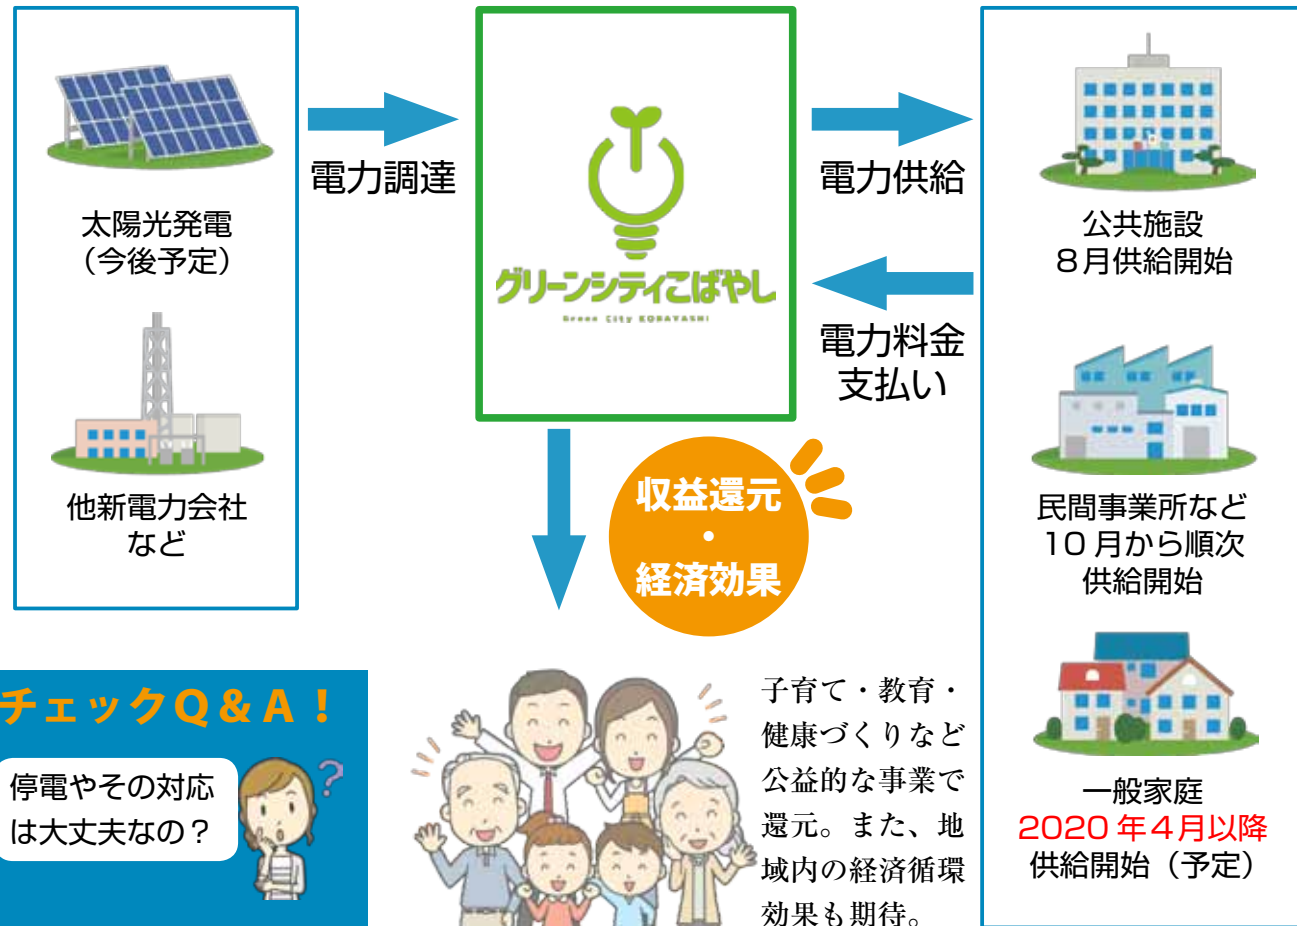 太陽光発電
（今後予定）
他新電力会社
など
電力調達
グリーンシティこばやし
Green City KOBAYASHI
電力供給
電力料金
支払い
公共施設
８月供給開始
民間事業所など
10 月から順次
供給開始
一般家庭
2020 年４月以降
供給開始（予定）
収益還元
・
経済効果
子育て・教育・
健康づくりなど
公益的な事業で
還元。また、地
域内の経済循環
効果も期待。
チェックＱ＆Ａ！
停電やその対応
は大丈夫なの？
?